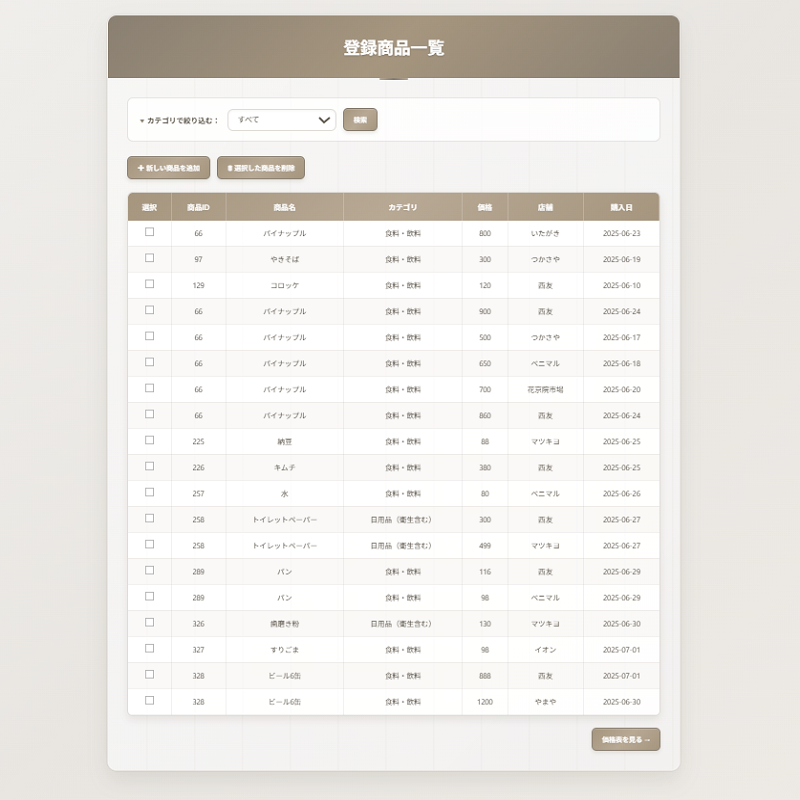 登録商品一覧
▼ カテゴリで絞り込む： すべて 検索
✚ 新しい商品を追加 🗑 選択した商品を削除
選択 商品ID 商品名 カテゴリ 価格 店舗 購入日
66 パイナップル 食料・飲料 800 いたがき 2025-06-23
97 やきそば 食料・飲料 300 つかさや 2025-06-19
129 コロッケ 食料・飲料 120 西友 2025-06-10
66 パイナップル 食料・飲料 900 西友 2025-06-24
66 パイナップル 食料・飲料 500 つかさや 2025-06-17
66 パイナップル 食料・飲料 650 ベニマル 2025-06-18
66 パイナップル 食料・飲料 700 花京院市場 2025-06-20
66 パイナップル 食料・飲料 860 西友 2025-06-24
225 納豆 食料・飲料 88 マツキヨ 2025-06-25
226 キムチ 食料・飲料 380 西友 2025-06-25
257 水 食料・飲料 80 ベニマル 2025-06-26
258 トイレットペーパー 日用品（衛生含む） 300 西友 2025-06-27
258 トイレットペーパー 日用品（衛生含む） 499 マツキヨ 2025-06-27
289 パン 食料・飲料 116 西友 2025-06-29
289 パン 食料・飲料 98 ベニマル 2025-06-29
326 歯磨き粉 日用品（衛生含む） 130 マツキヨ 2025-06-30
327 すりごま 食料・飲料 98 イオン 2025-07-01
328 ビール6缶 食料・飲料 888 西友 2025-07-01
328 ビール6缶 食料・飲料 1200 やまや 2025-06-30
価格表を見る →